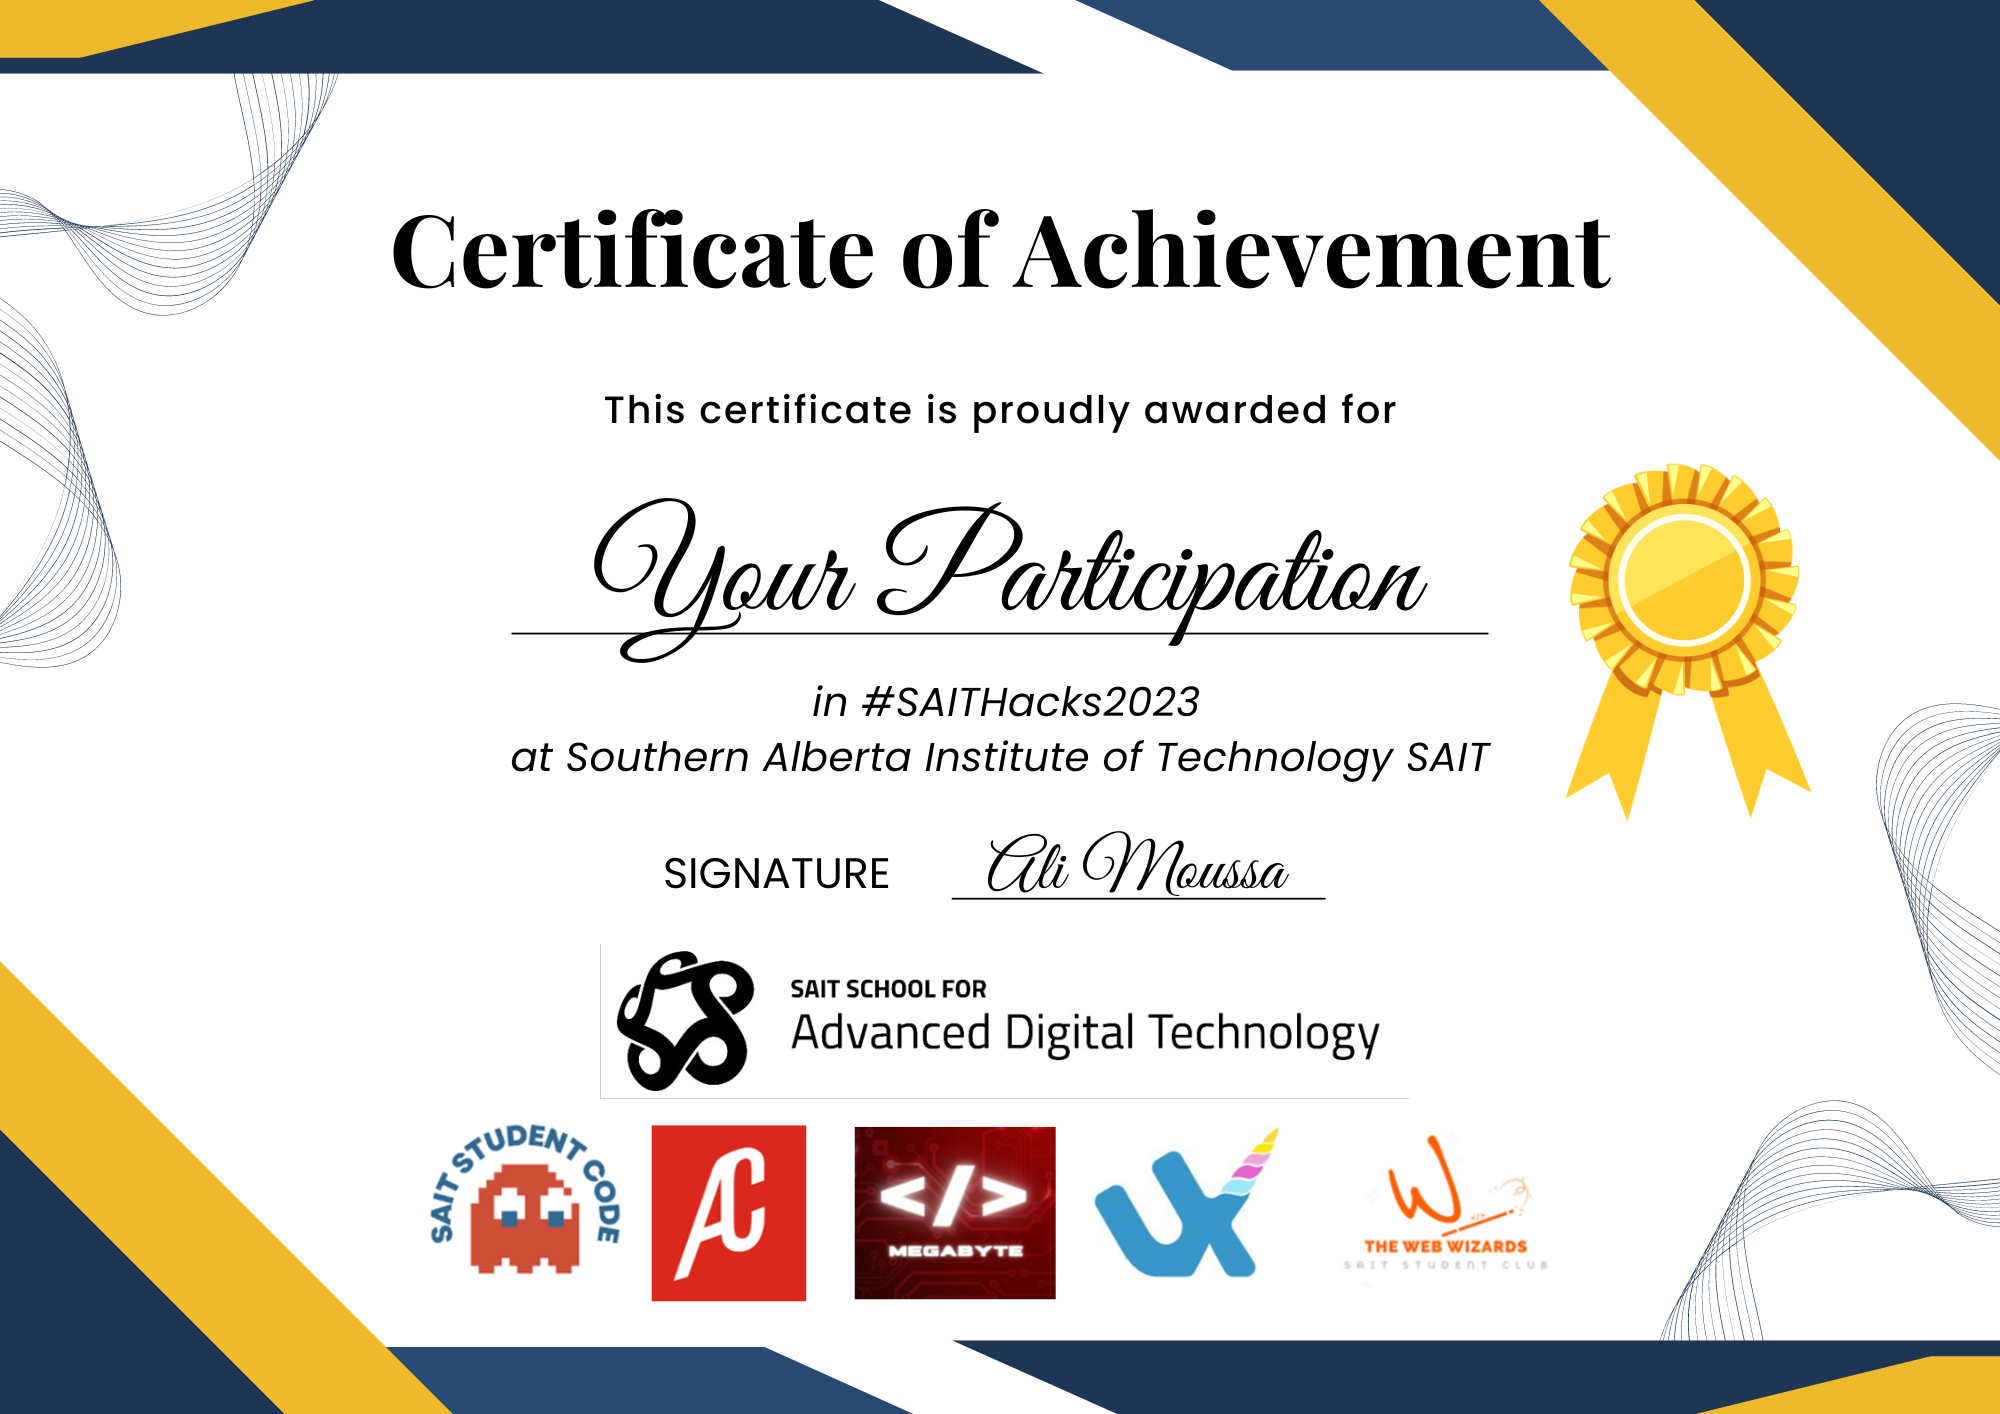 Certificate of Achievement
This certificate is proudly awarded for
Your Participation
in #SAITHacks2023
at Southern Alberta Institute of Technology SAIT
SIGNATURE Ali Moussa
SAIT SCHOOL FOR
Advanced Digital Technology
SAIT STUDENT CODE
AC
</>
MEGABYTE
UX
W
THE WEB WIZARDS
SAIT STUDENT CLUB